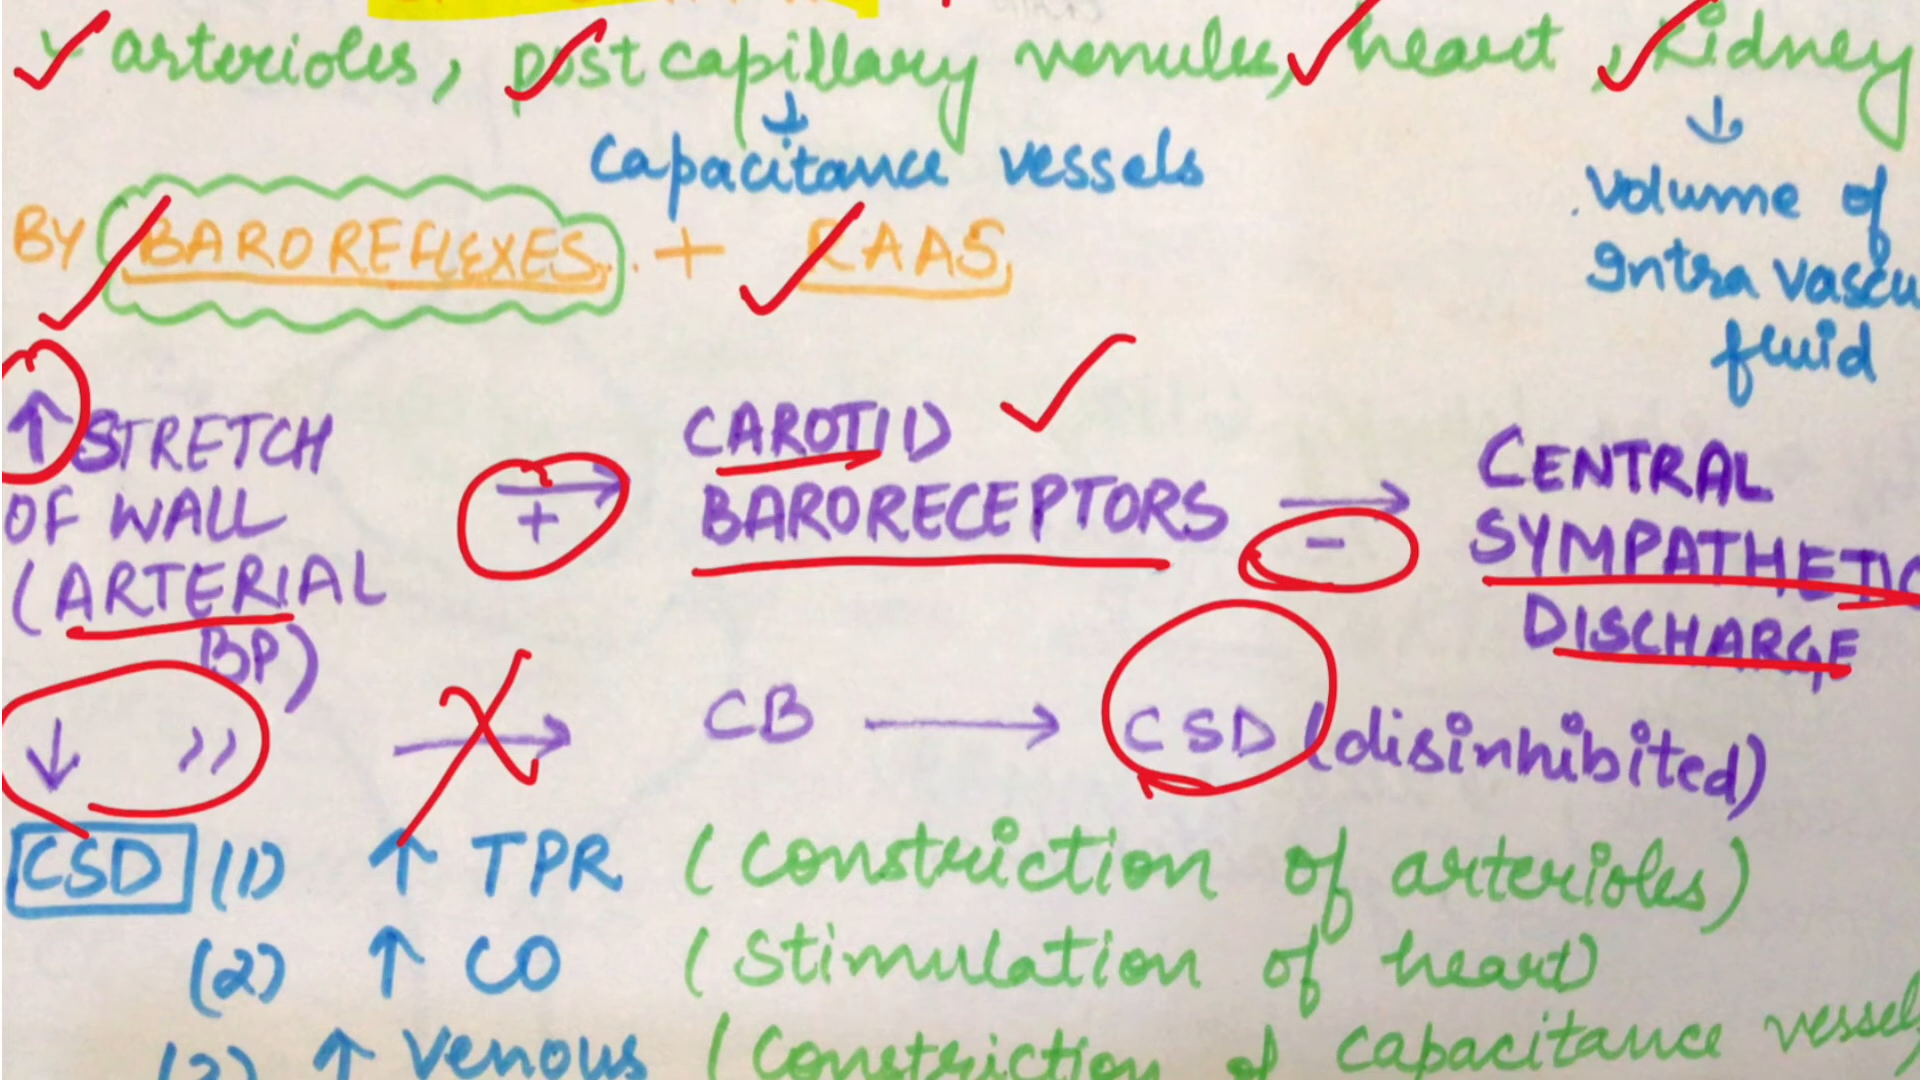 arterioles, post capillary venules, heart, kidney
↓ ↓
Capacitance vessels
Volume of
Intra vascu
fluid
BY BAROREFLEXES + RAAS
↑ STRETCH
OF WALL
(ARTERIAL
BP)
→
+
CAROTID
BARORECEPTORS
→
-
CENTRAL
SYMPATHETIC
DISCHARGE
↓ ›› → CB → CSD (disinhibited)
CSD (1) ↑ TPR (Constriction of arterioles)
(2) ↑ CO (Stimulation of heart)
(3) ↑ Venous (Constriction of capacitance vessels